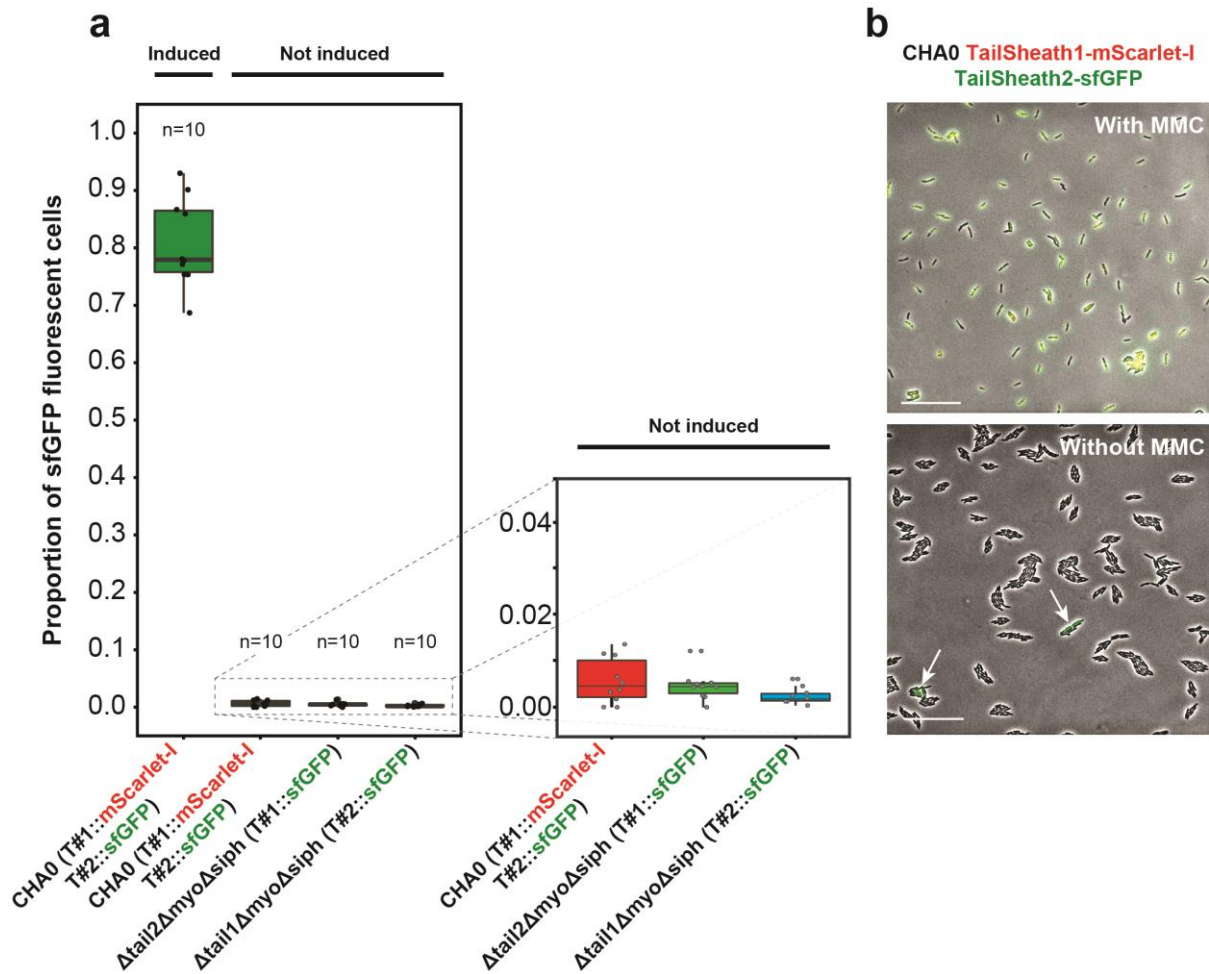 a
Induced
Not induced
Proportion of sfGFP fluorescent cells
1.0
0.9
0.8
0.7
0.6
0.5
0.4
0.3
0.2
0.1
0.0
n=10
n=10
n=10
n=10
CHA0 (T#1::mScarlet-I
T#2::sfGFP)
CHA0 (T#1::mScarlet-I
T#2::sfGFP)
Δtail2ΔmyoΔsiph (T#1::sfGFP)
Δtail1ΔmyoΔsiph (T#2::sfGFP)
Not induced
0.04
0.02
0.00
CHA0 (T#1::mScarlet-I
T#2::sfGFP)
Δtail2ΔmyoΔsiph (T#1::sfGFP)
Δtail1ΔmyoΔsiph (T#2::sfGFP)
b
CHA0 TailSheath1-mScarlet-I
TailSheath2-sfGFP
With MMC
Without MMC